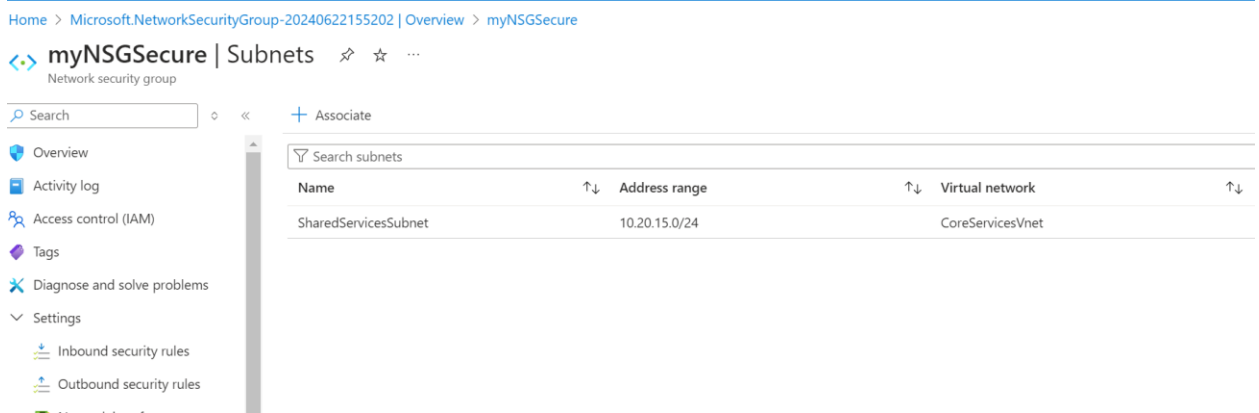 Home > Microsoft.NetworkSecurityGroup-20240622155202 | Overview > myNSGSecure
myNSGSecure | Subnets
Network security group
Search
Overview
Activity log
Access control (IAM)
Tags
Diagnose and solve problems
Settings
Inbound security rules
Outbound security rules
Associate
Search subnets
Name Address range Virtual network
SharedServicesSubnet 10.20.15.0/24 CoreServicesVnet